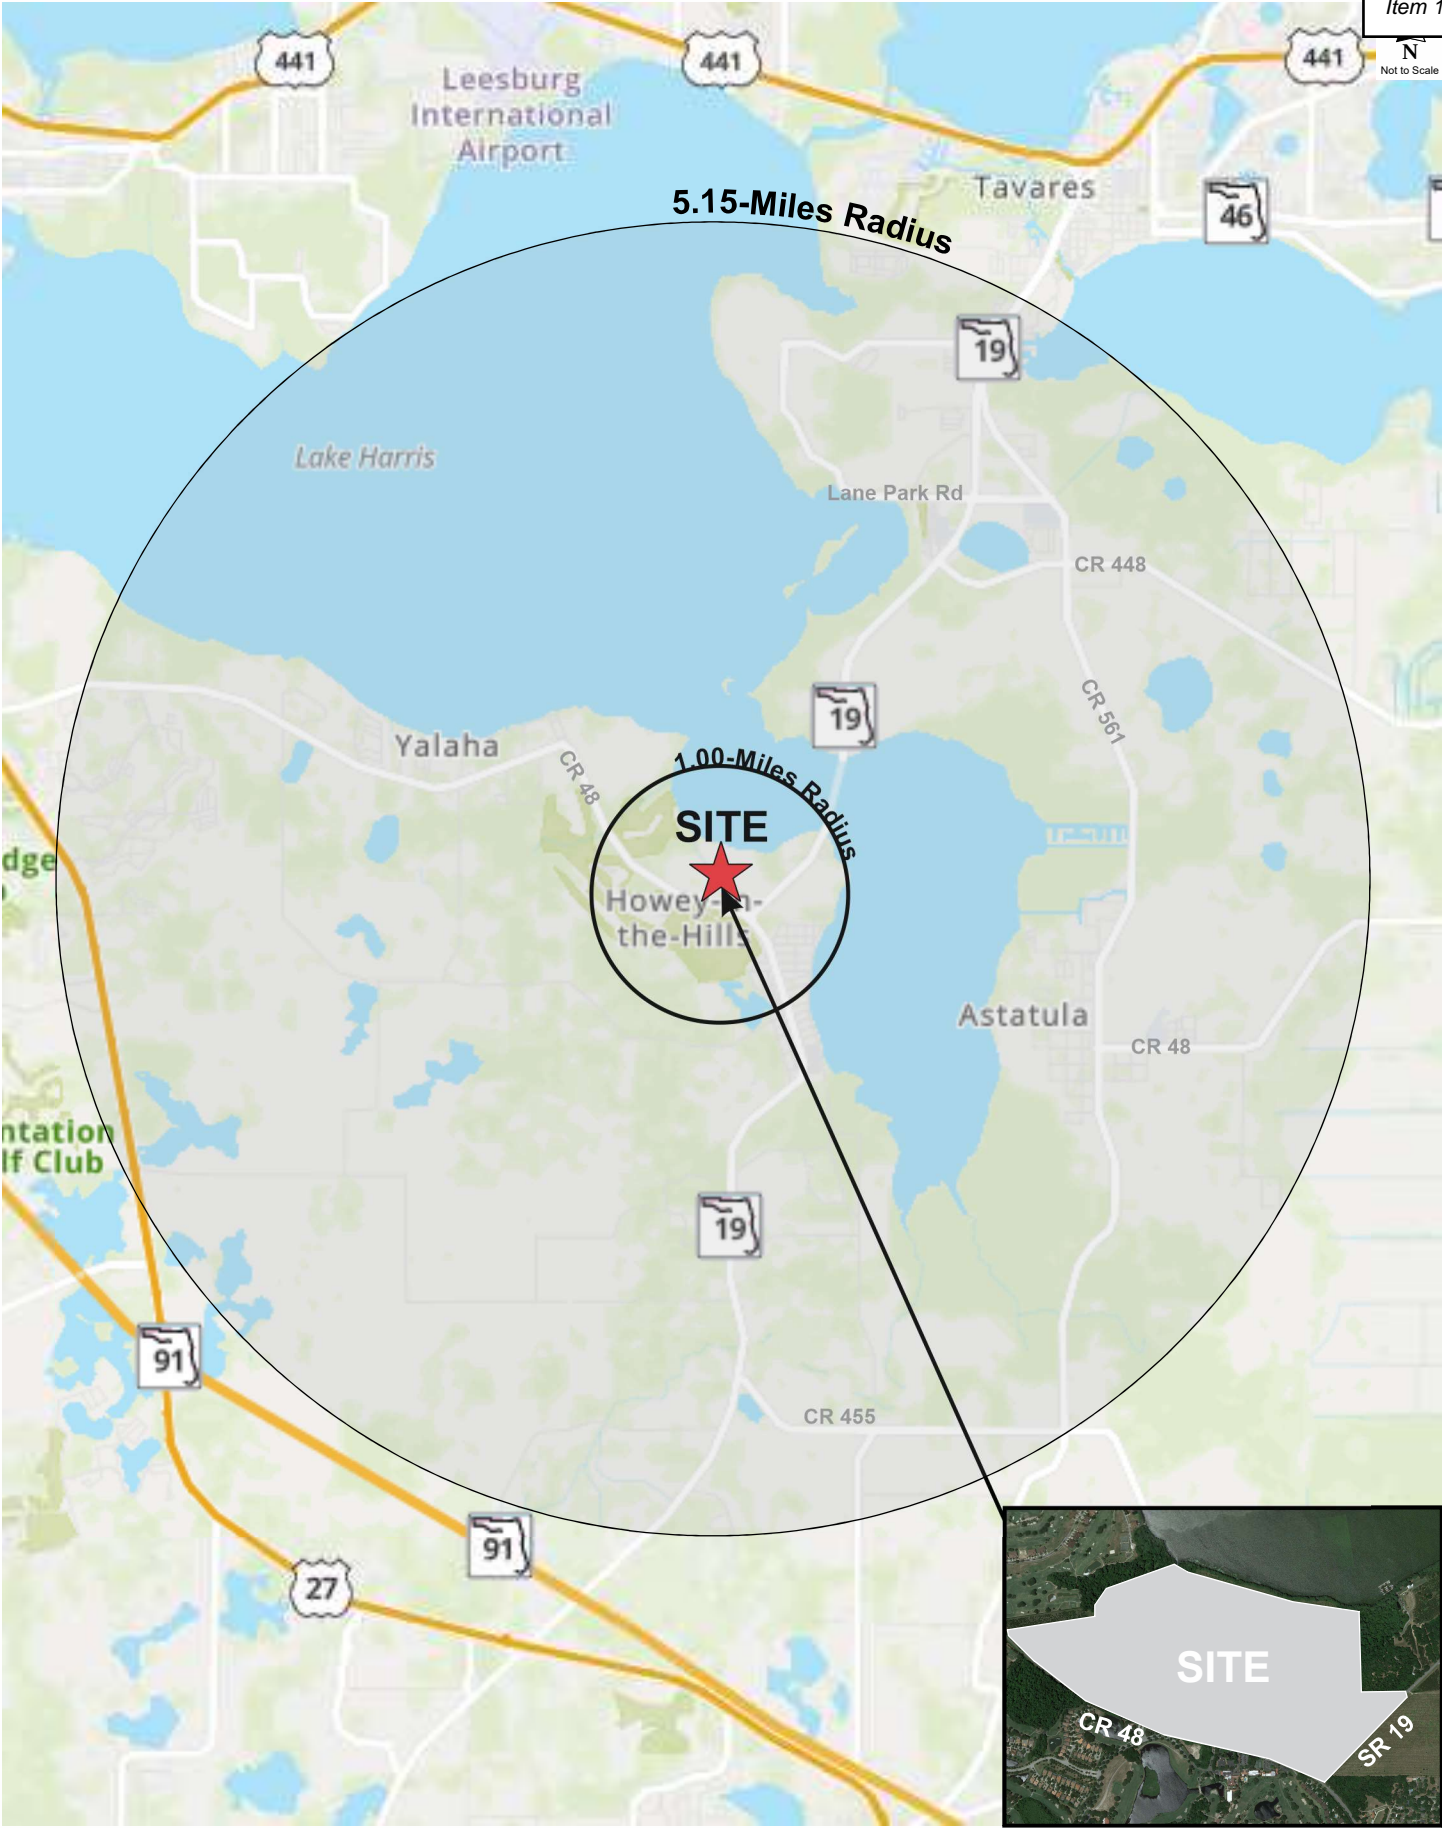 Item 1
N
Not to Scale
441
441
441
Leesburg
International
Airport
Tavares
46
5.15-Miles Radius
19
Lake Harris
Lane Park Rd
CR 448
CR 561
19
Yalaha
CR 48
1.00-Miles Radius
SITE
dge
Howey-in-
the-Hills
Astatula
CR 48
ntation
lf Club
19
91
CR 455
91
27
SITE
CR 48
SR 19